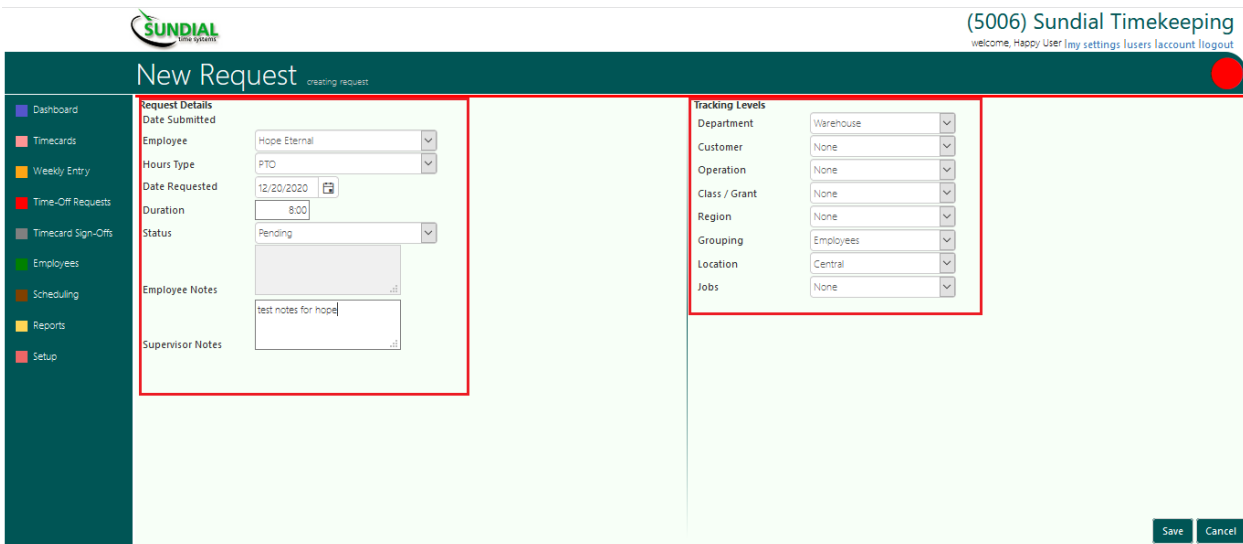 SUNDIAL
time systems
(5006) Sundial Timekeeping
welcome, Happy User |my settings |users |account |logout
New Request creating request
Dashboard
Timecards
Weekly Entry
Time-Off Requests
Timecard Sign-Offs
Employees
Scheduling
Reports
Setup
Request Details
Date Submitted
Employee Hope Eternal
Hours Type PTO
Date Requested 12/20/2020
Duration 8:00
Status Pending
Employee Notes
test notes for hope
Supervisor Notes
Tracking Levels
Department Warehouse
Customer None
Operation None
Class / Grant None
Region None
Grouping Employees
Location Central
Jobs None
Save Cancel